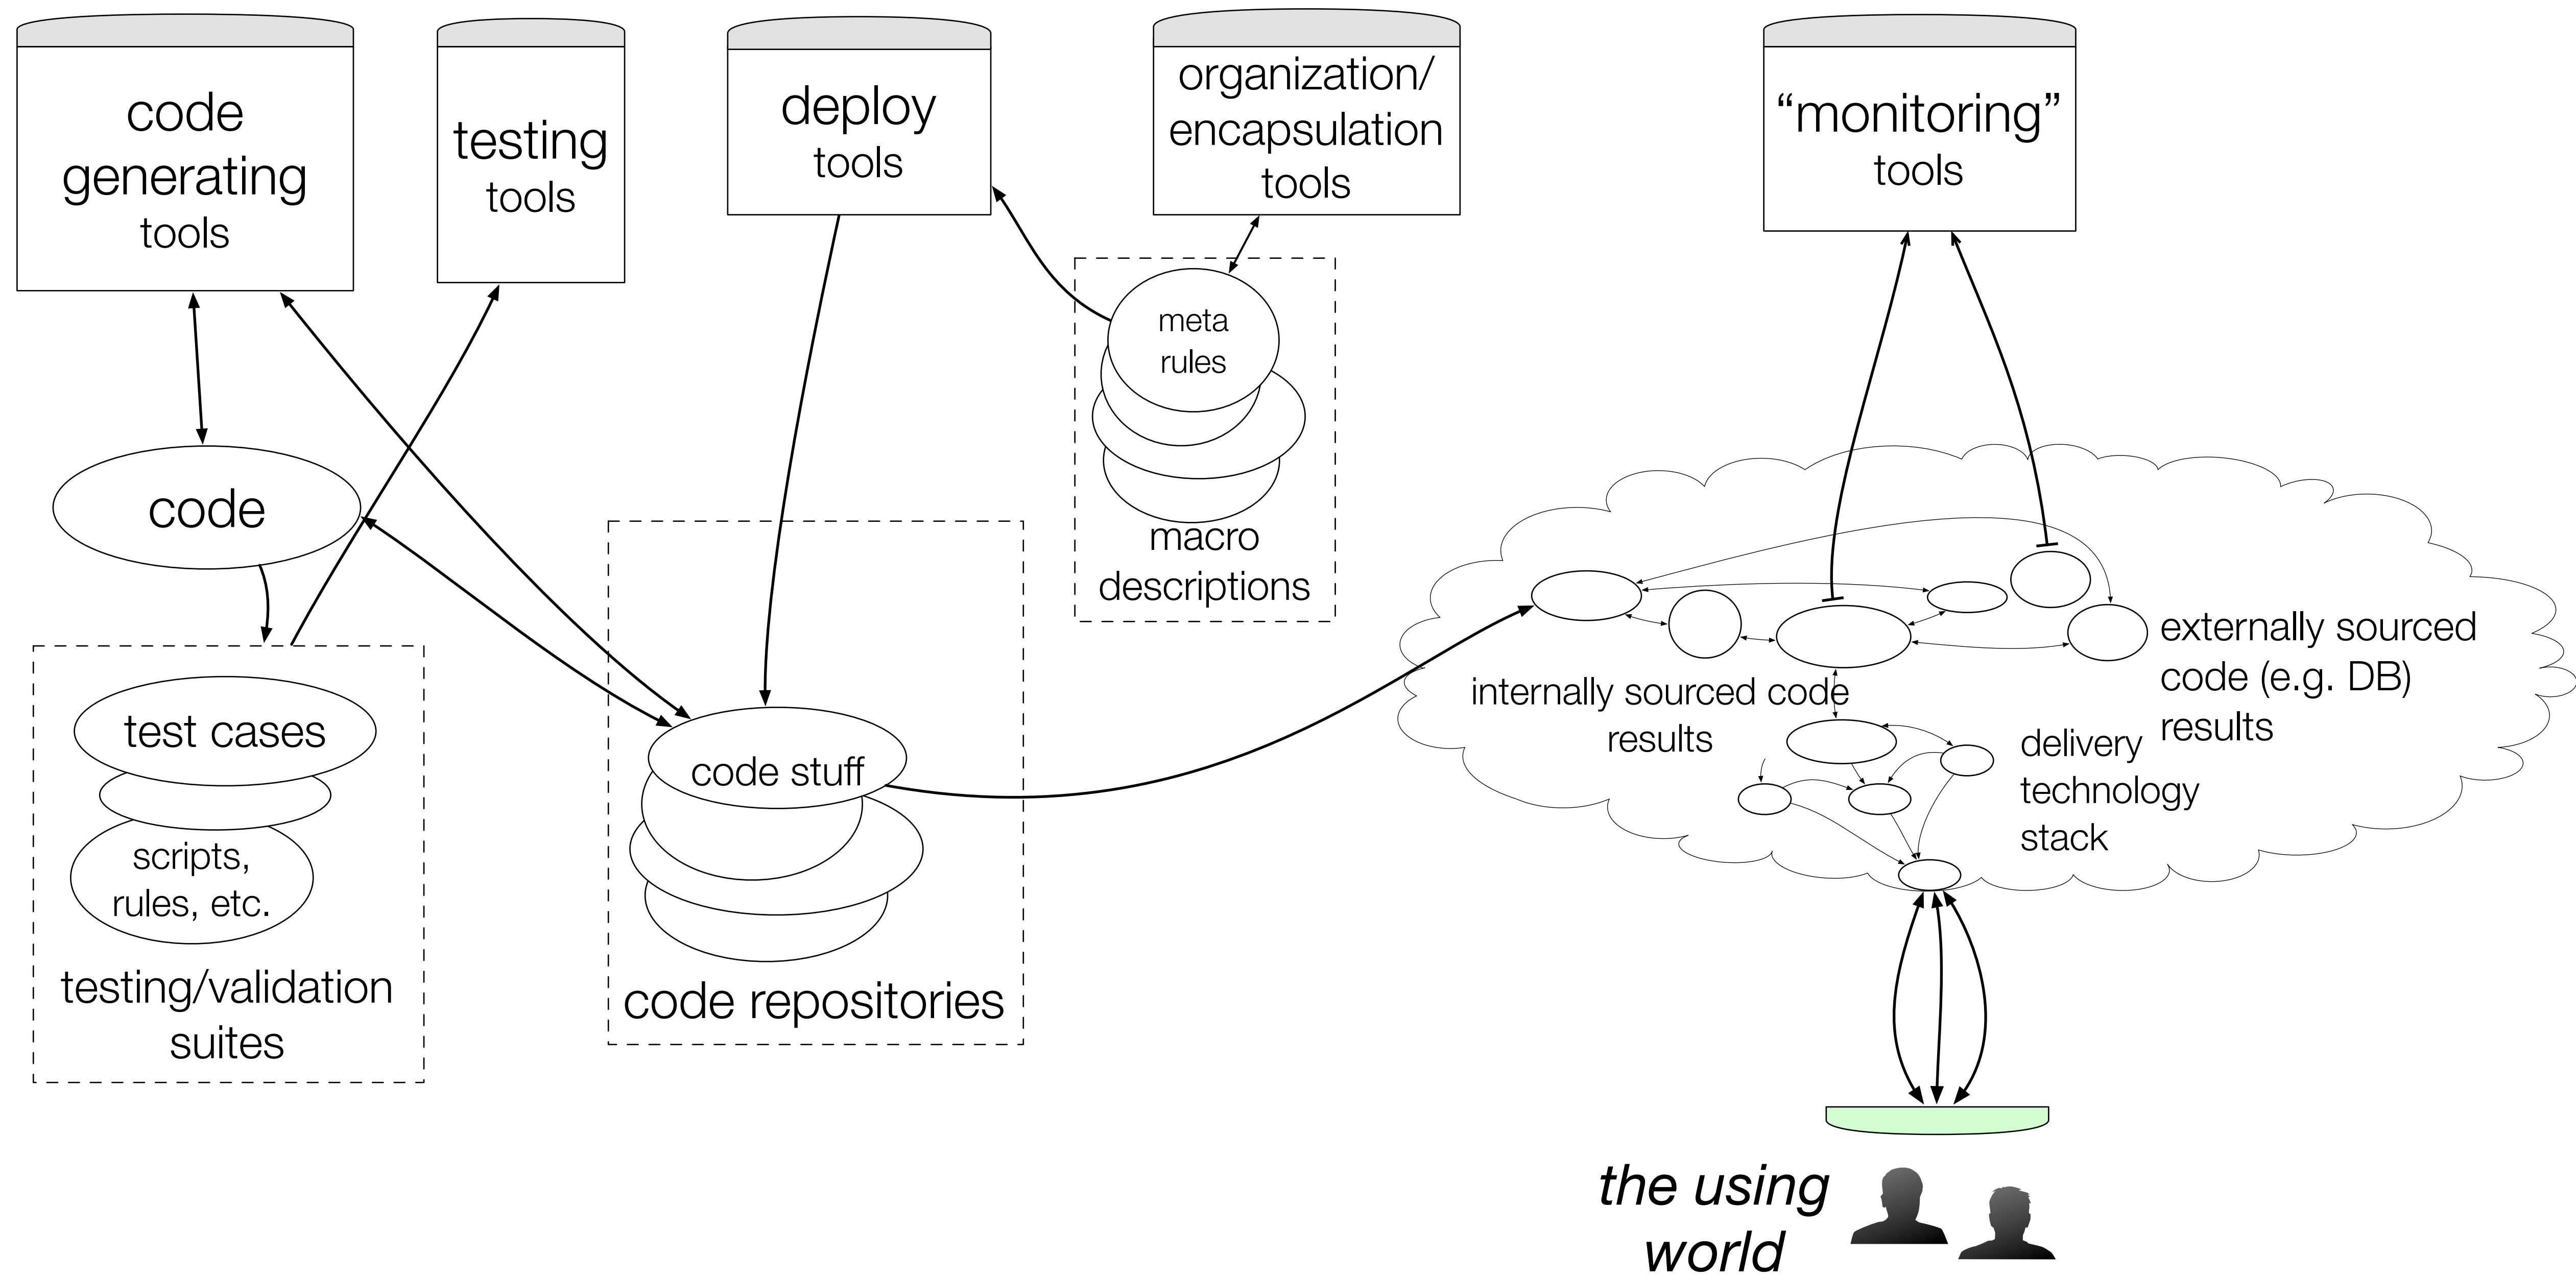 code
generating
tools
testing
tools
deploy
tools
organization/
encapsulation
tools
“monitoring”
tools
meta
rules
macro
descriptions
code
test cases
scripts,
rules, etc.
testing/validation
suites
code stuff
code repositories
internally sourced code
results
externally sourced
code (e.g. DB)
results
delivery
technology
stack
the using
world